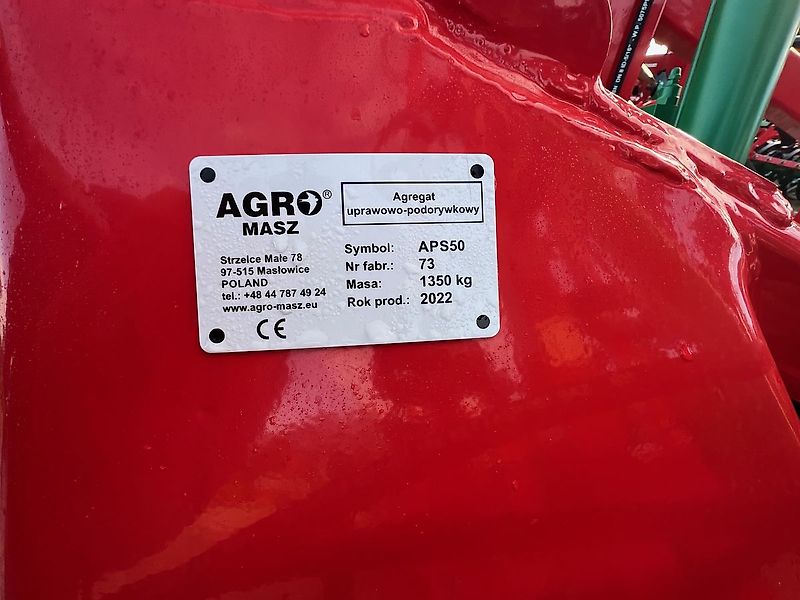 AGRO®
MASZ
Strzelce Małe 78
97-515 Masłowice
POLAND
tel.: +48 44 787 49 24
www.agro-masz.eu
CE
Agregat
uprawowo-podorywkowy
Symbol: APS50
Nr fabr.: 73
Masa: 1350 kg
Rok prod.: 2022